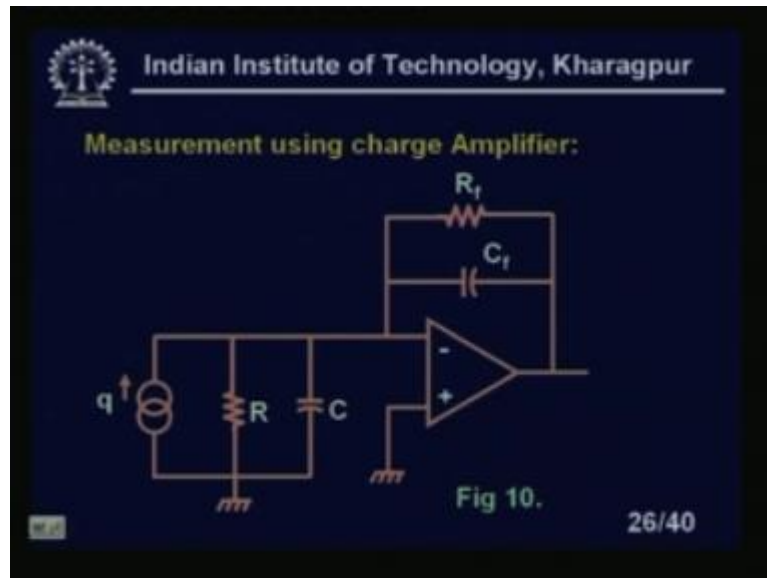 Indian Institute of Technology, Kharagpur
Measurement using charge Amplifier:
Rf
Cf
-
q
R
C
+
Fig 10.
26/40